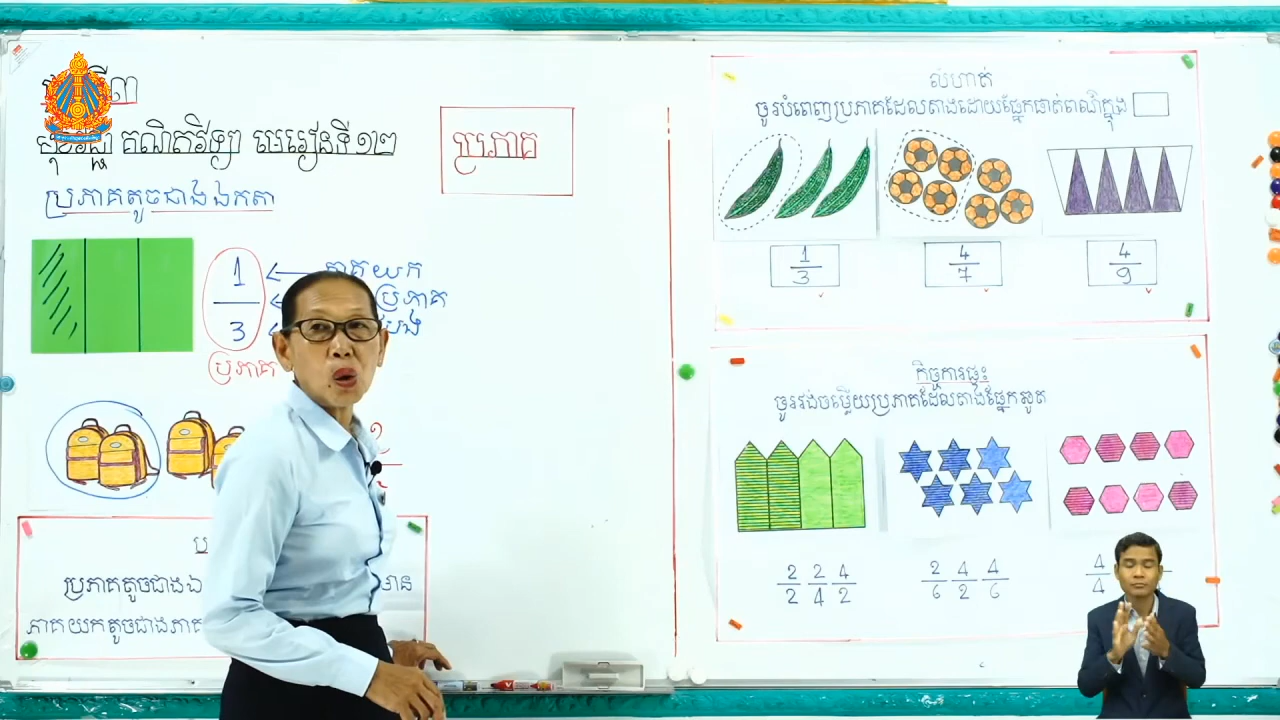 គណិតវិទ្យា មេរៀនទី១២
ប្រភាគតូចជាងឯកតា
ប្រភាគ
1
3
ភាគយក
ប្រភាគ
ប្រភាគ
ប្រភាគតូចជាងឯ
មាន
ភាគយកតូចជាងភាគ
លំហាត់
ចូរបំពេញប្រភាគដែលតាងដោយផ្នែកផាត់ពណ៌ក្នុង
1/3 4/7 4/9
កិច្ចការផ្ទះ
ចូរវង់ចម្លើយប្រភាគដែលតាងផ្នែកឆូត
2/2 2/4 4/2
2/6 4/2 4/6
4/4